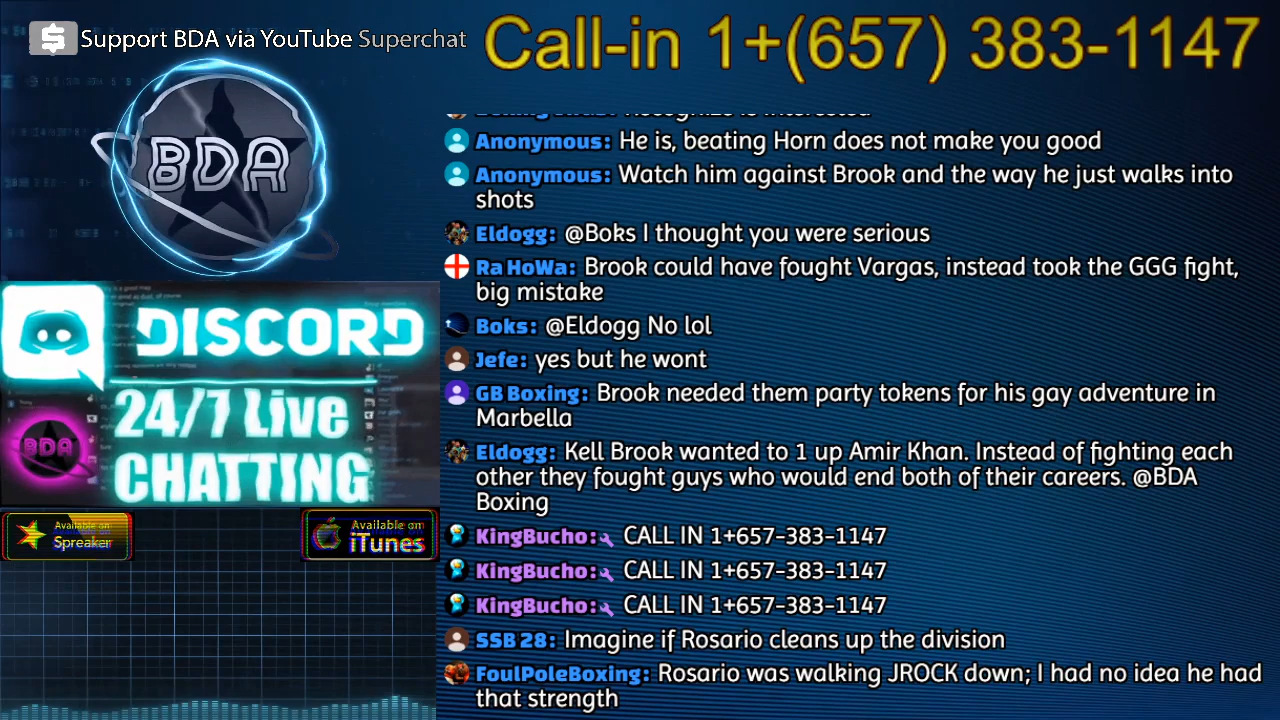 Support BDA via YouTube Superchat
Call-in 1+(657) 383-1147
BDA
DISCORD
24/7 Live
CHATTING
BDA
Available on
Spreaker
Available on
iTunes
Anonymous: He is, beating Horn does not make you good
Anonymous: Watch him against Brook and the way he just walks into
shots
Eldogg: @Boks I thought you were serious
Ra HoWa: Brook could have fought Vargas, instead took the GGG fight,
big mistake
Boks: @Eldogg No lol
Jefe: yes but he wont
GB Boxing: Brook needed them party tokens for his gay adventure in
Marbella
Eldogg: Kell Brook wanted to 1 up Amir Khan. Instead of fighting each
other they fought guys who would end both of their careers. @BDA
Boxing
KingBucho: CALL IN 1+657-383-1147
KingBucho: CALL IN 1+657-383-1147
KingBucho: CALL IN 1+657-383-1147
SSB 28: Imagine if Rosario cleans up the division
FoulPoleBoxing: Rosario was walking JROCK down; I had no idea he had
that strength